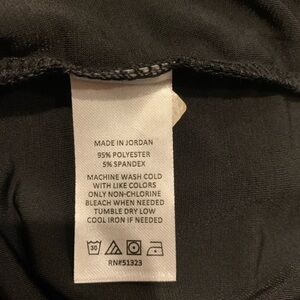 MADE IN JORDAN
95% POLYESTER
5% SPANDEX
MACHINE WASH COLD
WITH LIKE COLORS
ONLY NON-CHLORINE
BLEACH WHEN NEEDED
TUMBLE DRY LOW
COOL IRON IF NEEDED
30
RN#51323